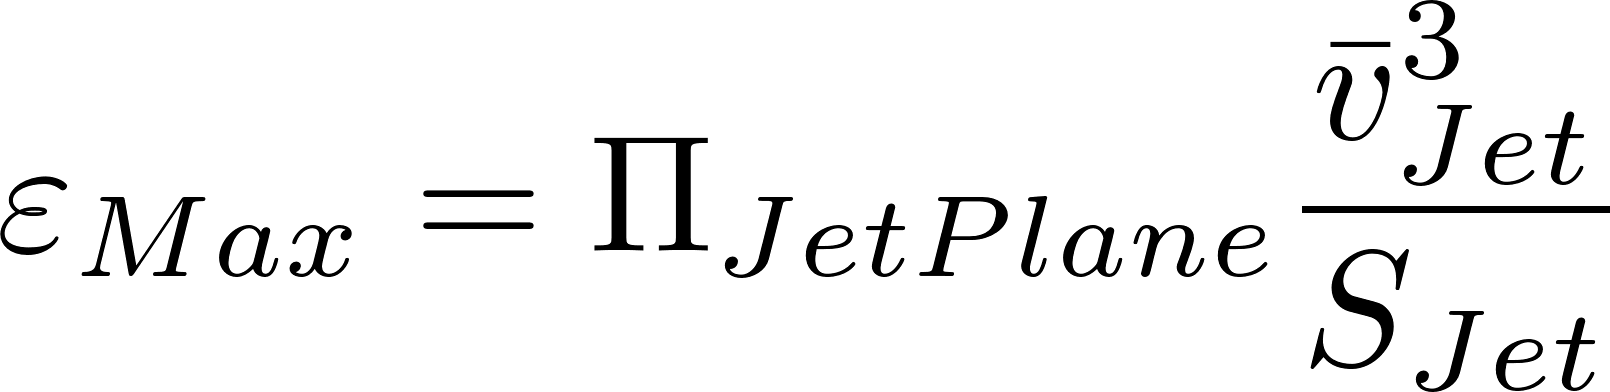 ε_{Max} = Π_{JetPlane} \frac{\bar{v}^3_{Jet}}{S_{Jet}}